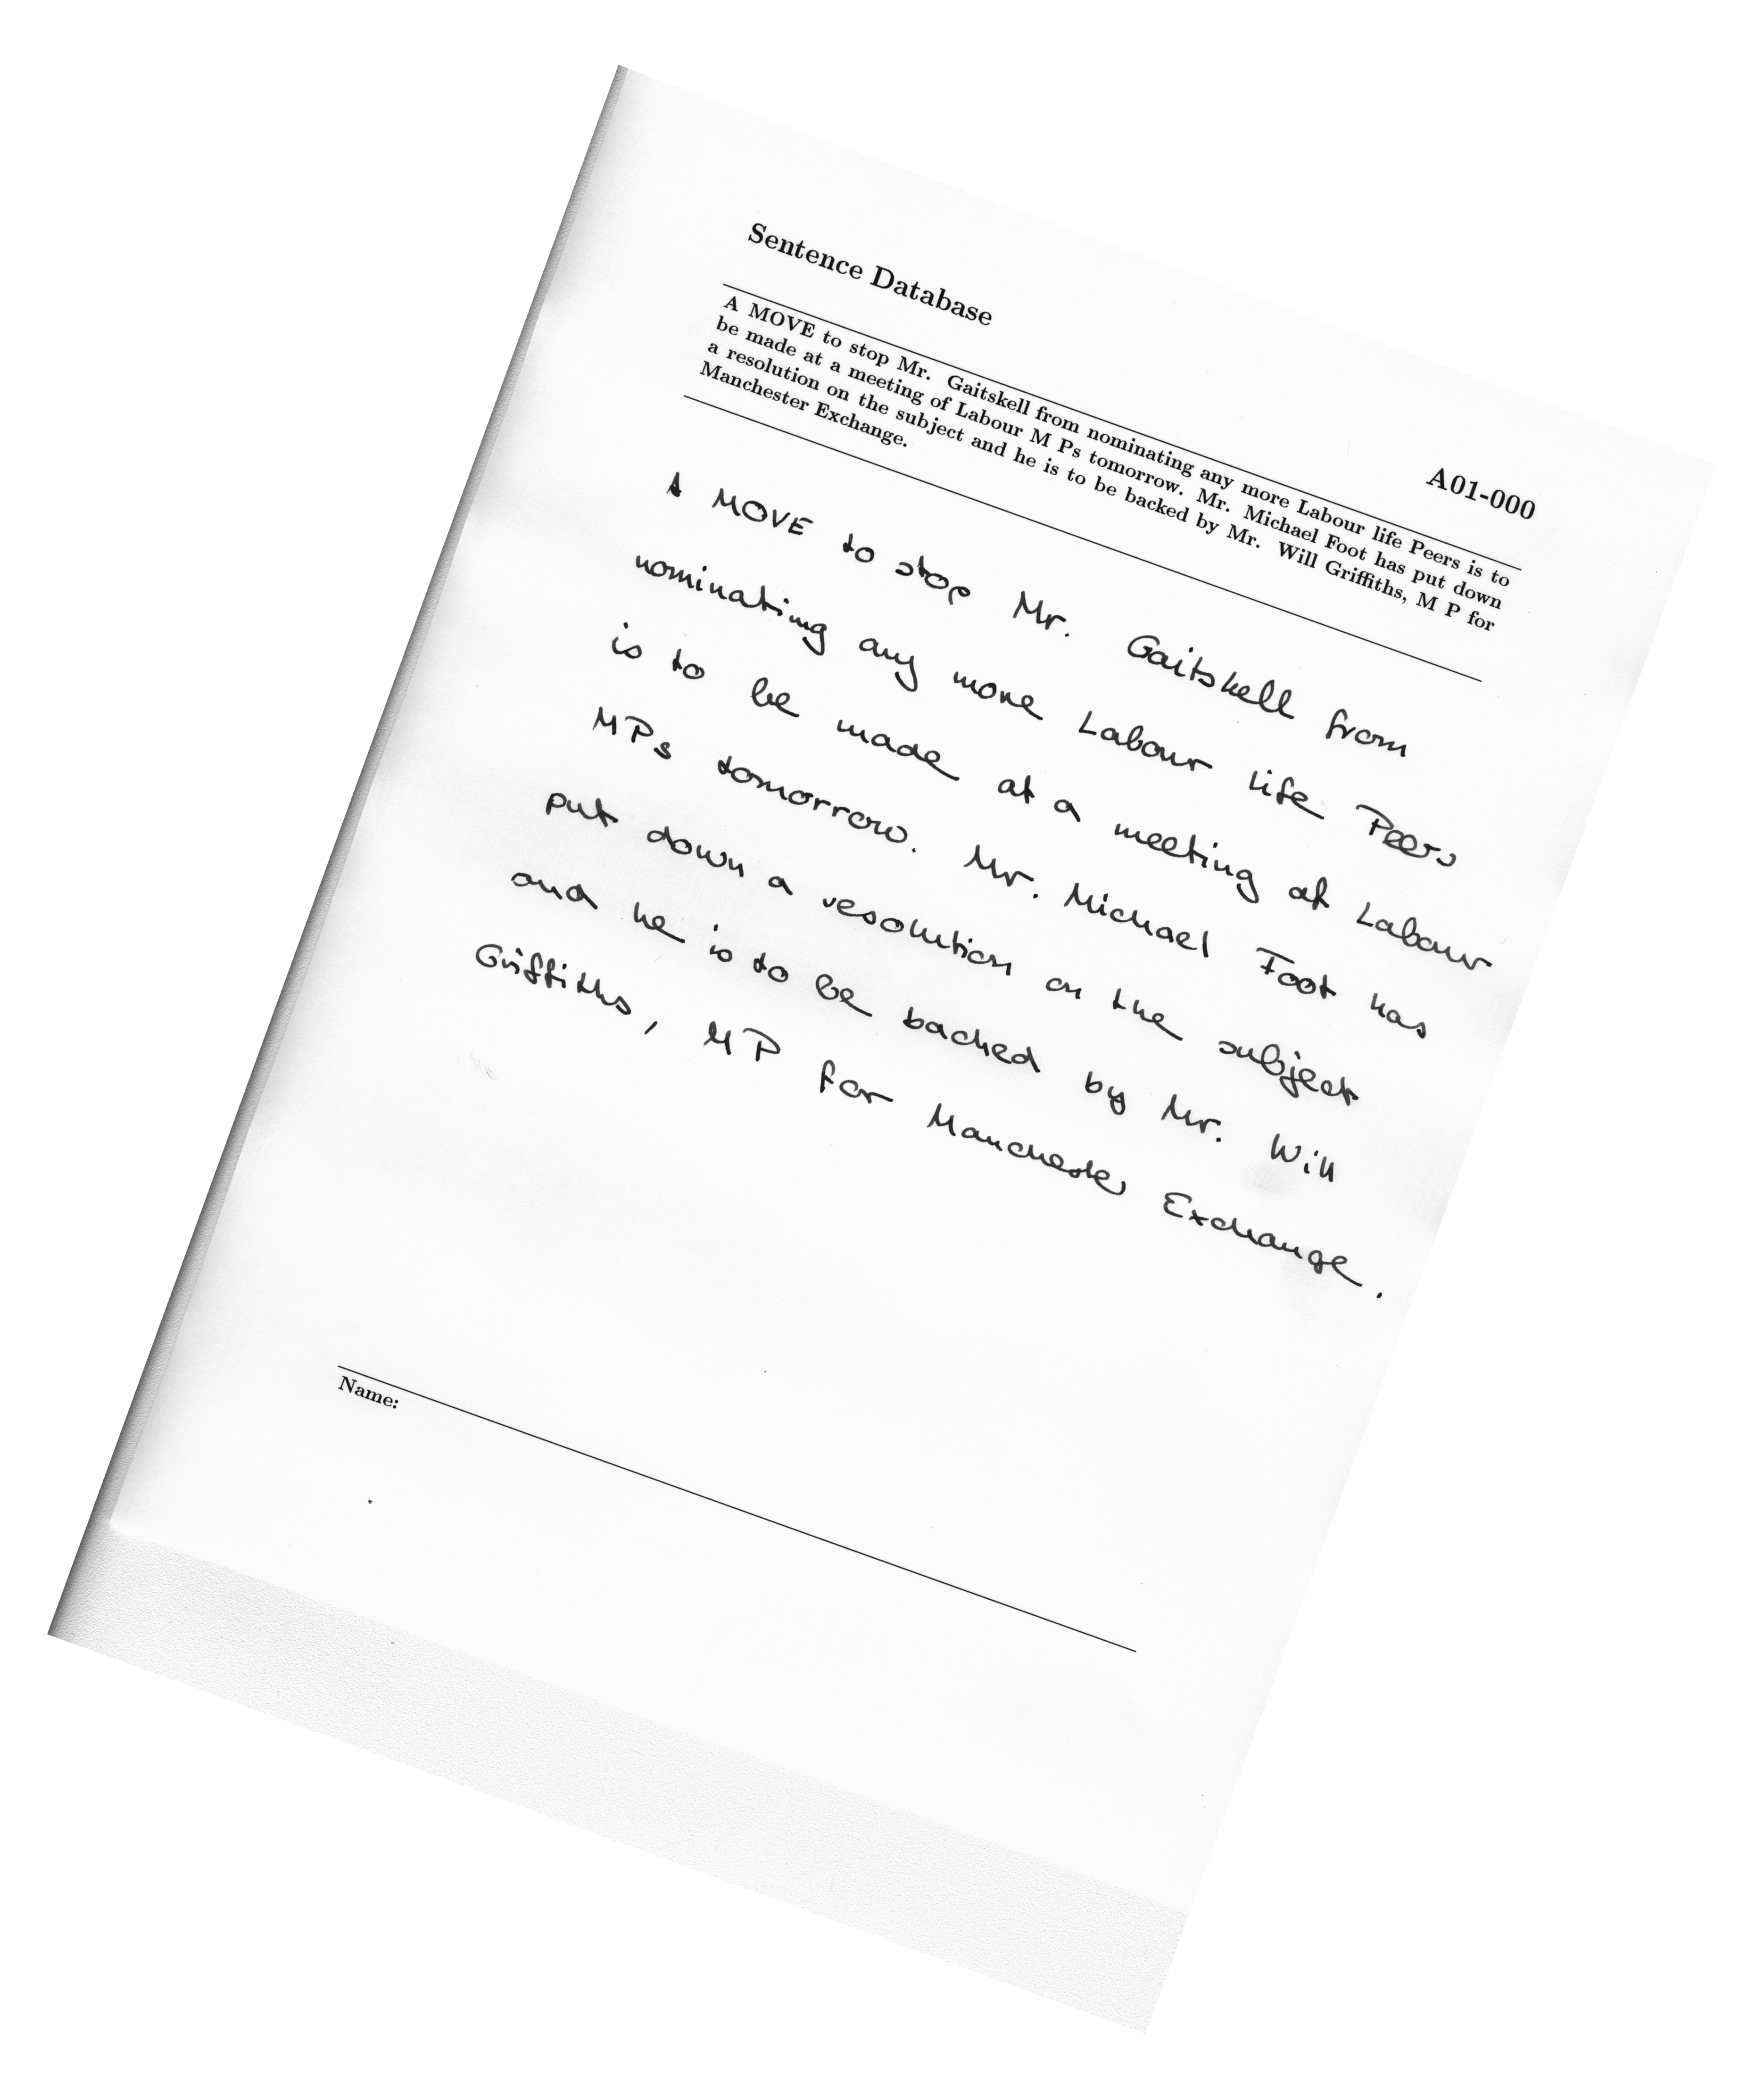 Sentence Database
A01-000
A MOVE to stop Mr. Gaitskell from nominating any more Labour life Peers is to
be made at a meeting of Labour M Ps tomorrow. Mr. Michael Foot has put down
a resolution on the subject and he is to be backed by Mr. Will Griffiths, M P for
Manchester Exchange.
A MOVE to stop Mr. Gaitskell from
nominating any more Labour life Peers
is to be made at a meeting of Labour
MPs tomorrow. Mr. Michael Foot has
put down a resolution on the subject
and he is to be backed by Mr. Will
Griffiths, MP for Manchester Exchange.
Name: